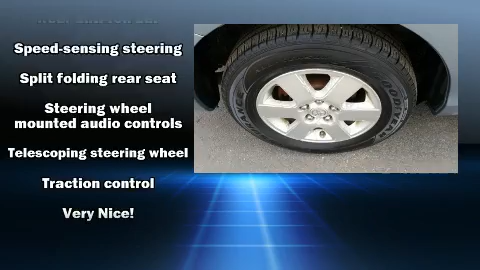 Speed-sensing steering
Split folding rear seat
Steering wheel
mounted audio controls
Telescoping steering wheel
Traction control
Very Nice!
GOODYEAR